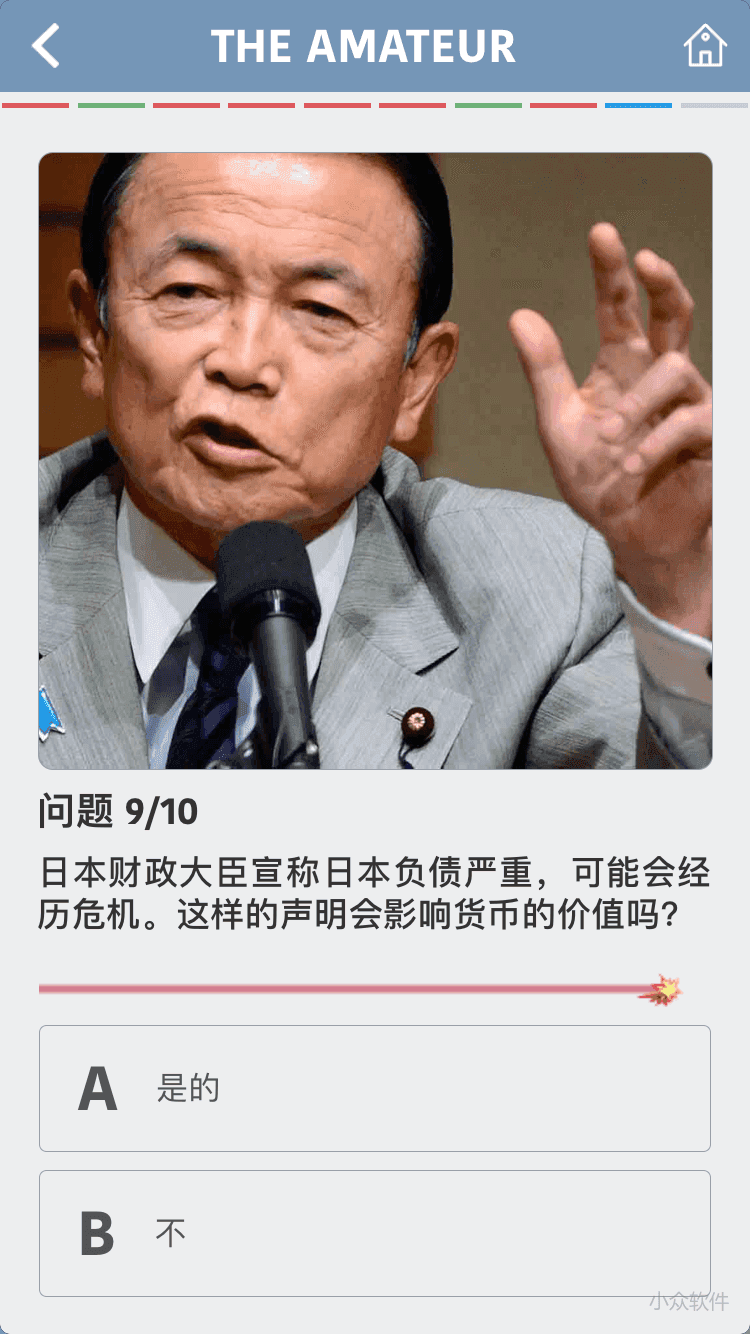 THE AMATEUR
问题 9/10
日本财政大臣宣称日本负债严重，可能会经
历危机。这样的声明会影响货币的价值吗？
A 是的
B 不
小众软件